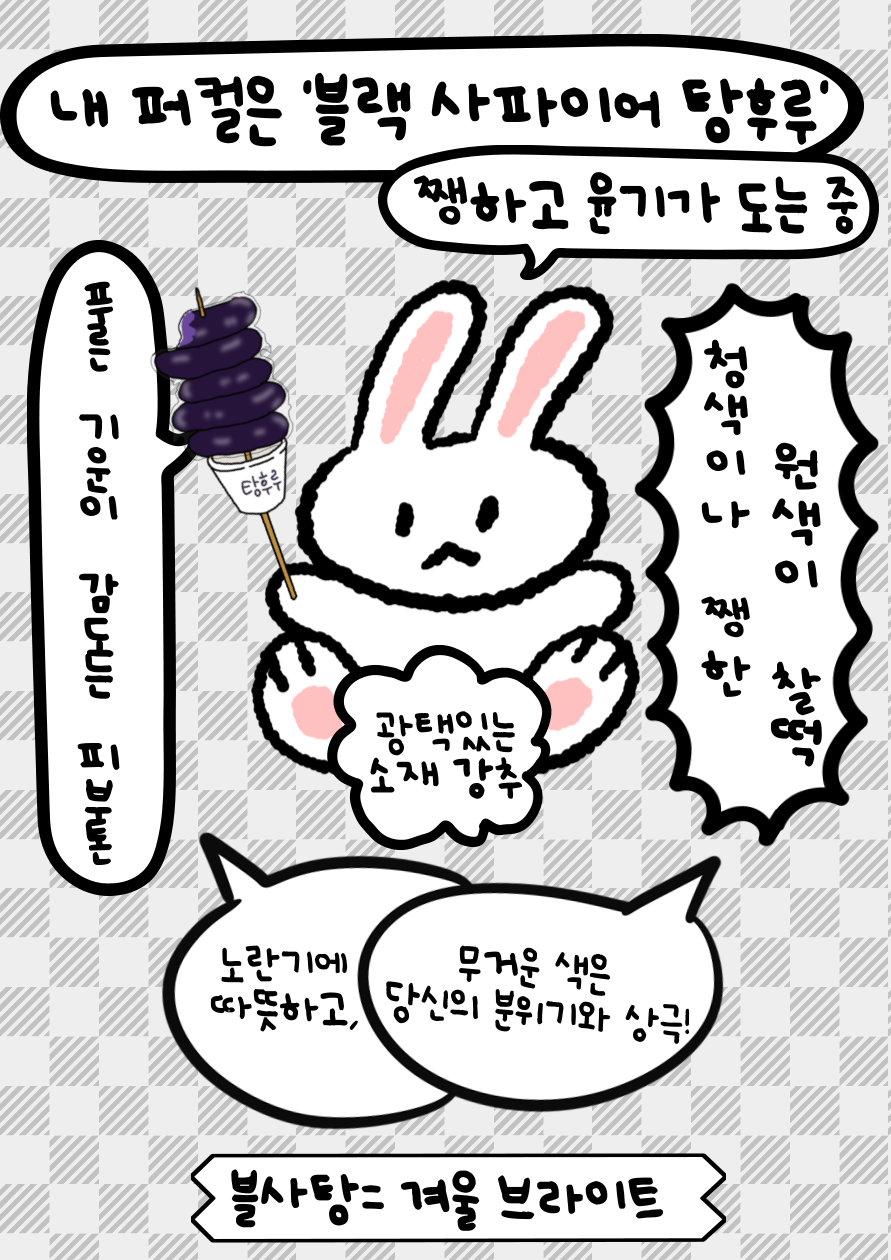 내 퍼컬은 '블랙 사파이어 탕후루'
쨍하고 윤기가 도는 중
푸른 기운이 감도는 피부톤
탕후루
청색이나 쨍한
원색이 찰떡
광택있는
소재 강추
노란기에
따뜻하고,
무거운 색은
당신의 분위기와 상극!
블사탕= 겨울 브라이트